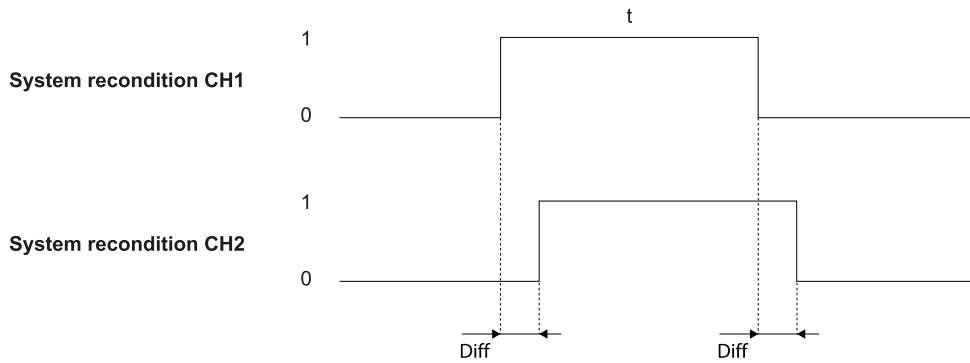 t
1
System recondition CH1
0
1
System recondition CH2
0
Diff
Diff